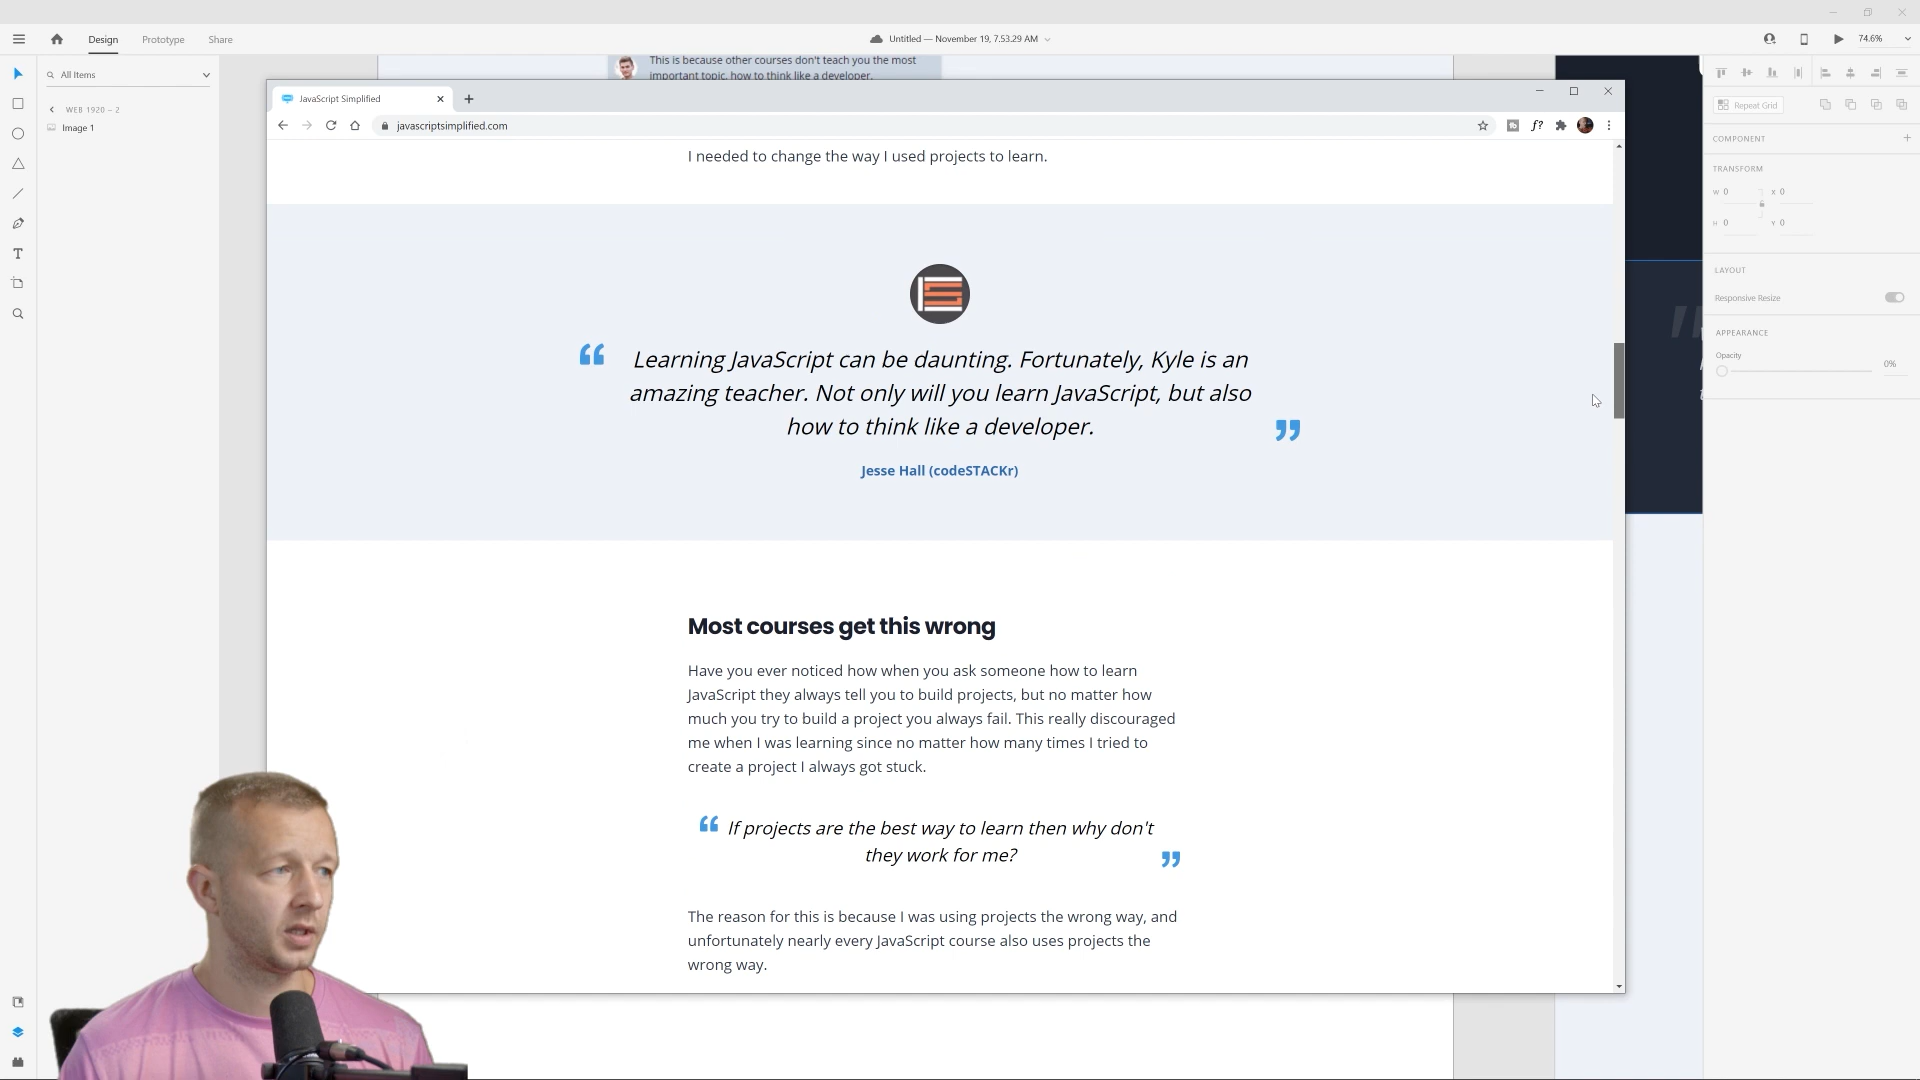 Design
Prototype
Share
Untitled — November 19, 7.53.29 AM
74.6%
All Items
WEB 1920 – 2
Image 1
This is because other courses don't teach you the most
important topic, how to think like a developer.
JavaScript Simplified
javascriptsimplified.com
f?
I needed to change the way I used projects to learn.
“ Learning JavaScript can be daunting. Fortunately, Kyle is an
amazing teacher. Not only will you learn JavaScript, but also
how to think like a developer. ”
Jesse Hall (codeSTACKr)
Most courses get this wrong
Have you ever noticed how when you ask someone how to learn
JavaScript they always tell you to build projects, but no matter how
much you try to build a project you always fail. This really discouraged
me when I was learning since no matter how many times I tried to
create a project I always got stuck.
“ If projects are the best way to learn then why don't
they work for me? ”
The reason for this is because I was using projects the wrong way, and
unfortunately nearly every JavaScript course also uses projects the
wrong way.
Repeat Grid
COMPONENT
TRANSFORM
W 0 X 0
H 0 Y 0
LAYOUT
Responsive Resize
APPEARANCE
Opacity
0%